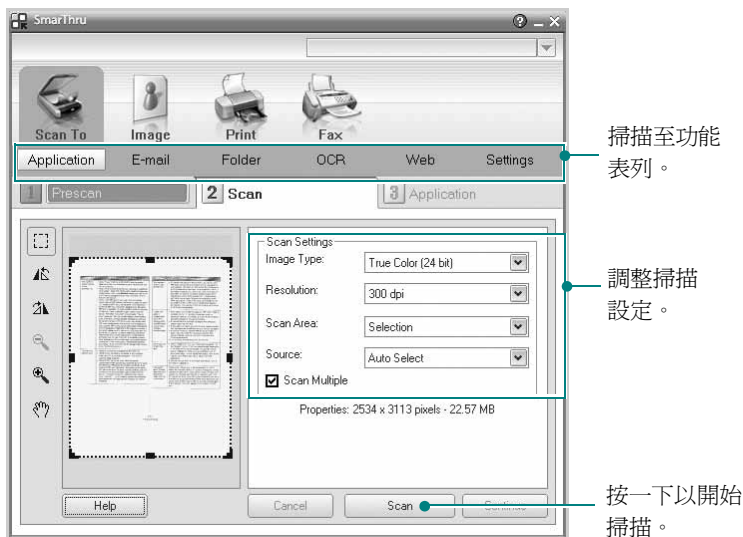 SmarThru
Scan To Image Print Fax
Application E-mail Folder OCR Web Settings
掃描至功能
表列。
1 Prescan 2 Scan 3 Application
Scan Settings
Image Type: True Color (24 bit)
Resolution: 300 dpi
Scan Area: Selection
Source: Auto Select
Scan Multiple
調整掃描
設定。
Properties: 2534 x 3113 pixels - 22.57 MB
Help Cancel Scan Continue
按一下以開始
掃描。